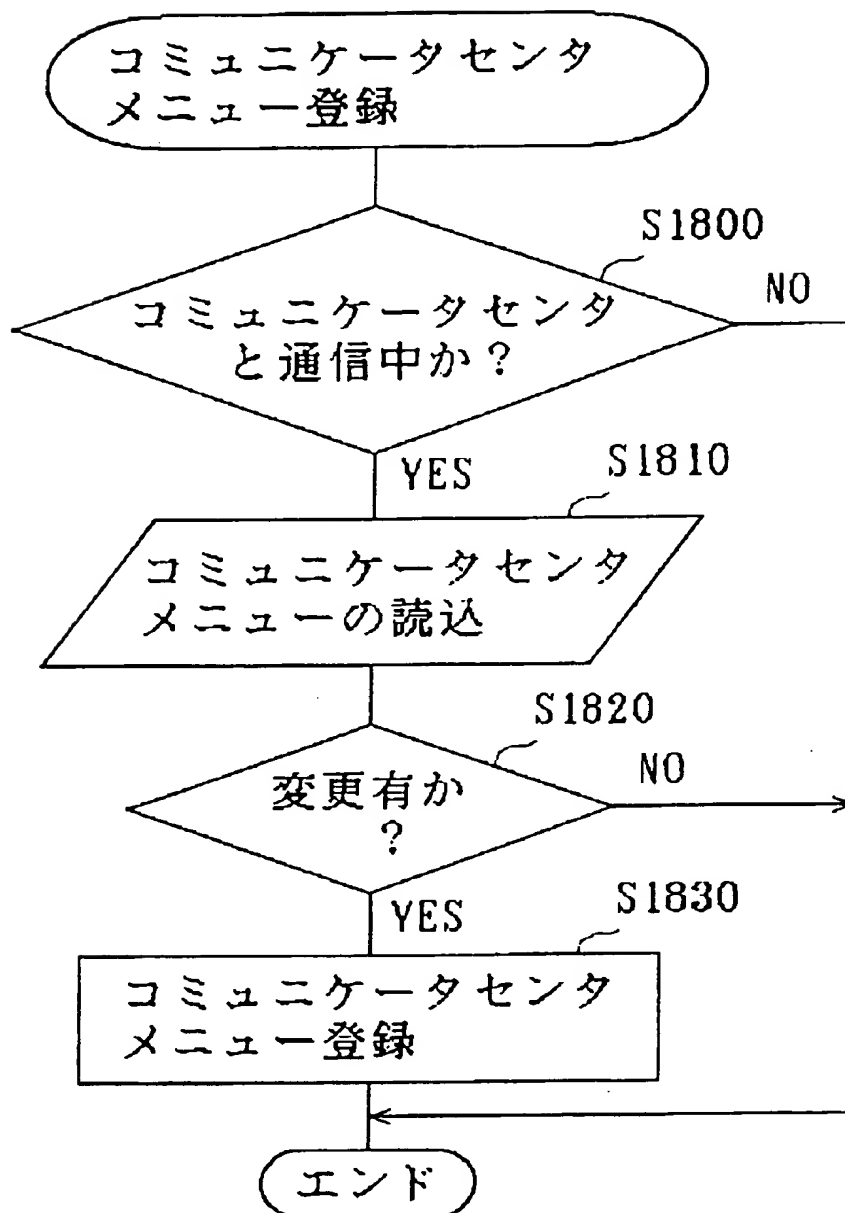 コミュニケータセンタ
メニュー登録
S1800
NO
コミュニケータセンタ
と通信中か？
YES
S1810
コミュニケータセンタ
メニューの読込
S1820
NO
変更有か
？
YES
S1830
コミュニケータセンタ
メニュー登録
エンド